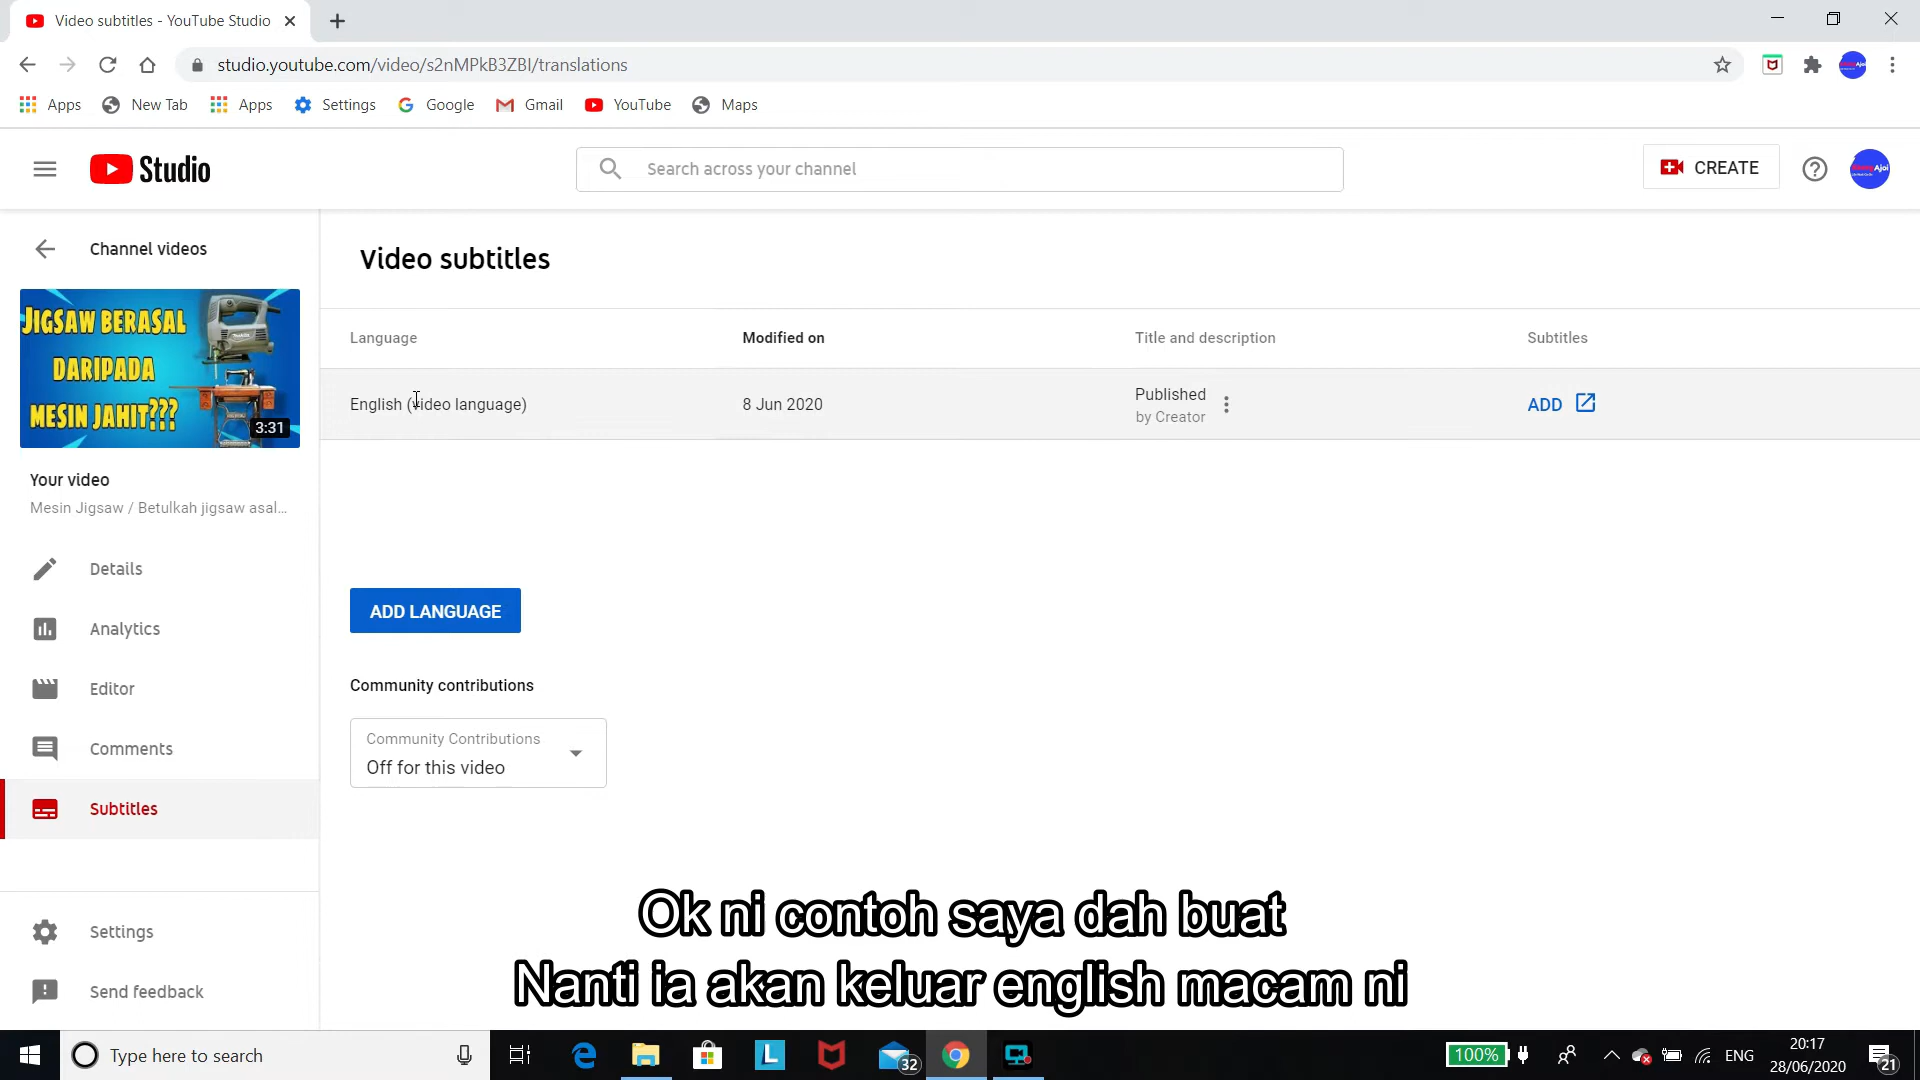 Video subtitles - YouTube Studio
studio.youtube.com/video/s2nMPkB3ZBI/translations
Apps New Tab Apps Settings Google Gmail YouTube Maps
Studio
Search across your channel
CREATE
Ajoi
Channel videos
Video subtitles
JIGSAW BERASAL
DARIPADA
MESIN JAHIT???
3:31
Language Modified on Title and description Subtitles
English (video language) 8 Jun 2020 Published ADD
by Creator
Your video
Mesin Jigsaw / Betulkah jigsaw asal...
Details
Analytics
Editor
Comments
Subtitles
Settings
Send feedback
ADD LANGUAGE
Community contributions
Community Contributions
Off for this video
Ok ni contoh saya dah buat
Nanti ia akan keluar english macam ni
Type here to search
32
100%
ENG
20:17
28/06/2020
21